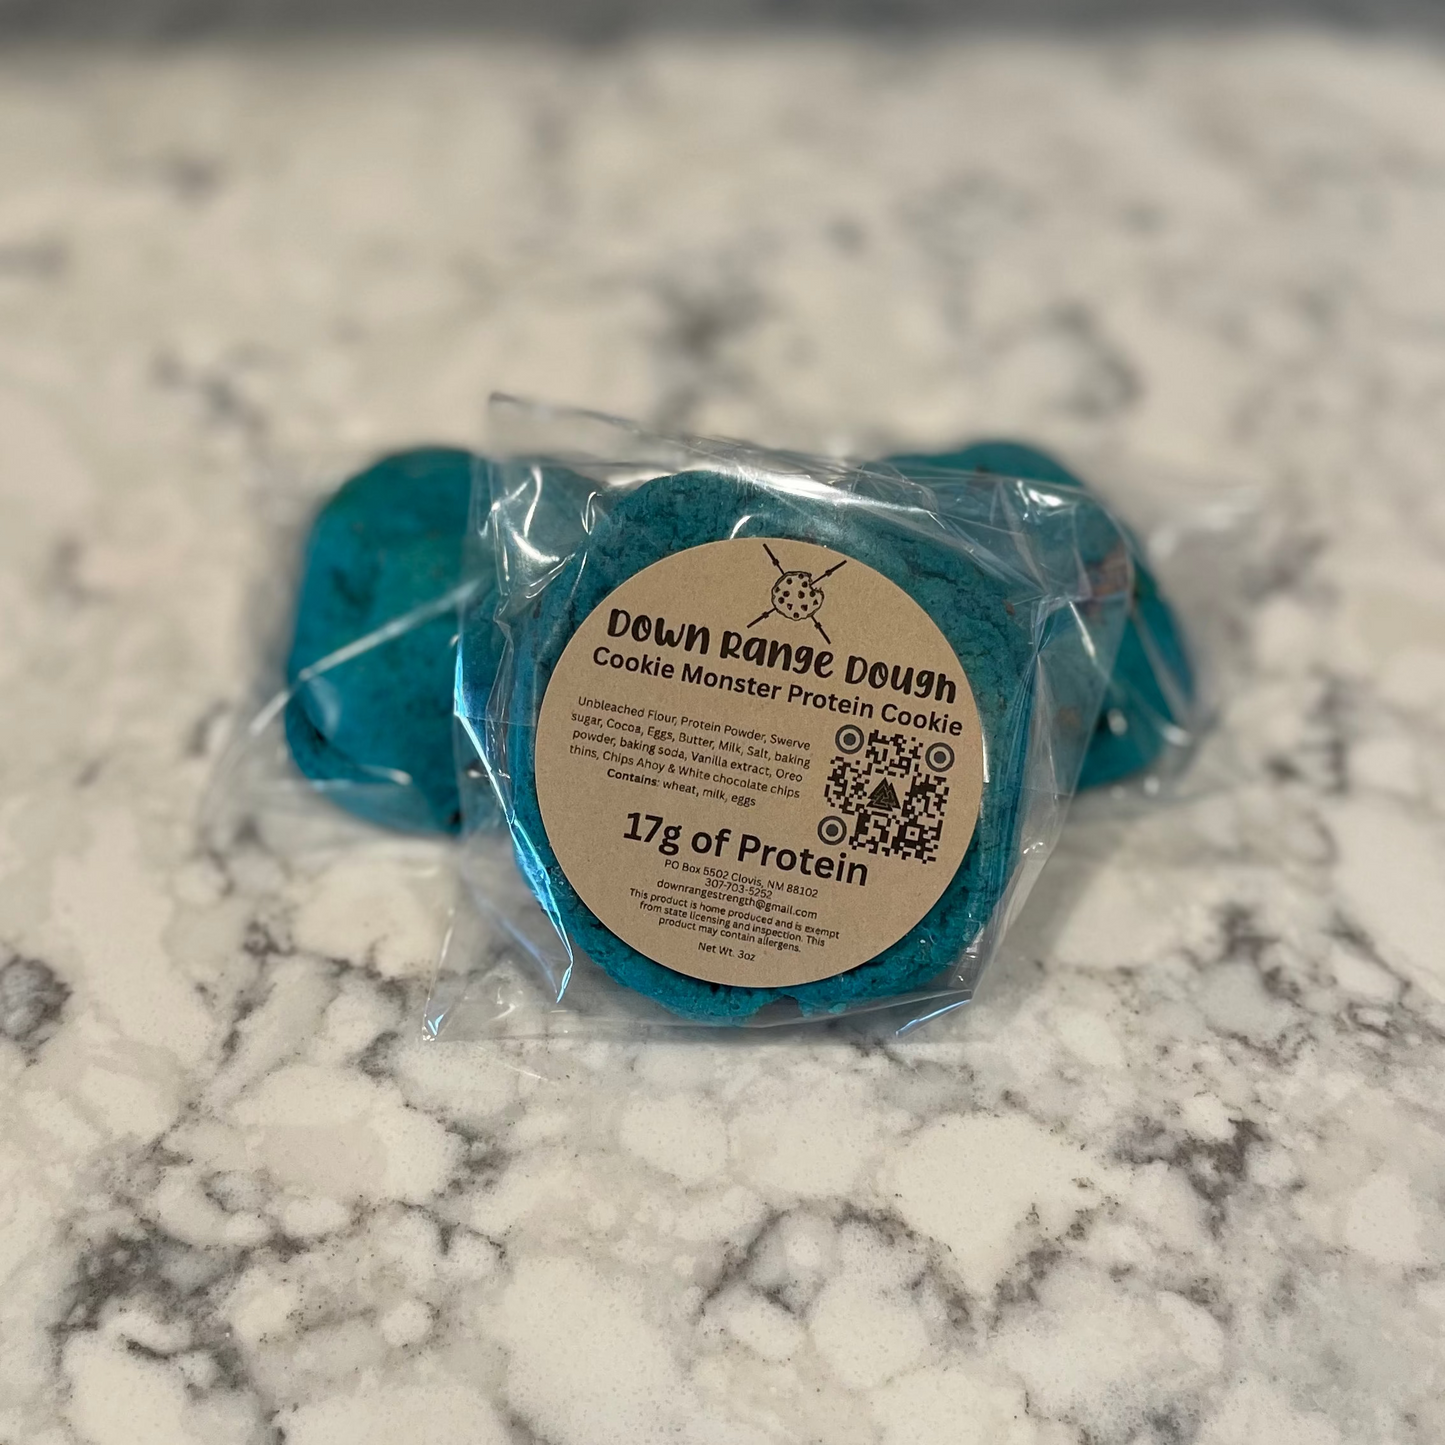 Down Range Dough
Cookie Monster Protein Cookie
Unbleached Flour, Protein Powder, Swerve
sugar, Cocoa, Eggs, Butter, Milk, Salt, baking
powder, baking soda, Vanilla extract, Oreo
thins, Chips Ahoy & White chocolate chips
Contains: wheat, milk, eggs
17g of Protein
PO Box 5502 Clovis, NM 88102
307-703-5252
downrangestrength@gmail.com
This product is home produced and is exempt
from state licensing and inspection. This
product may contain allergens.
Net Wt. 3oz